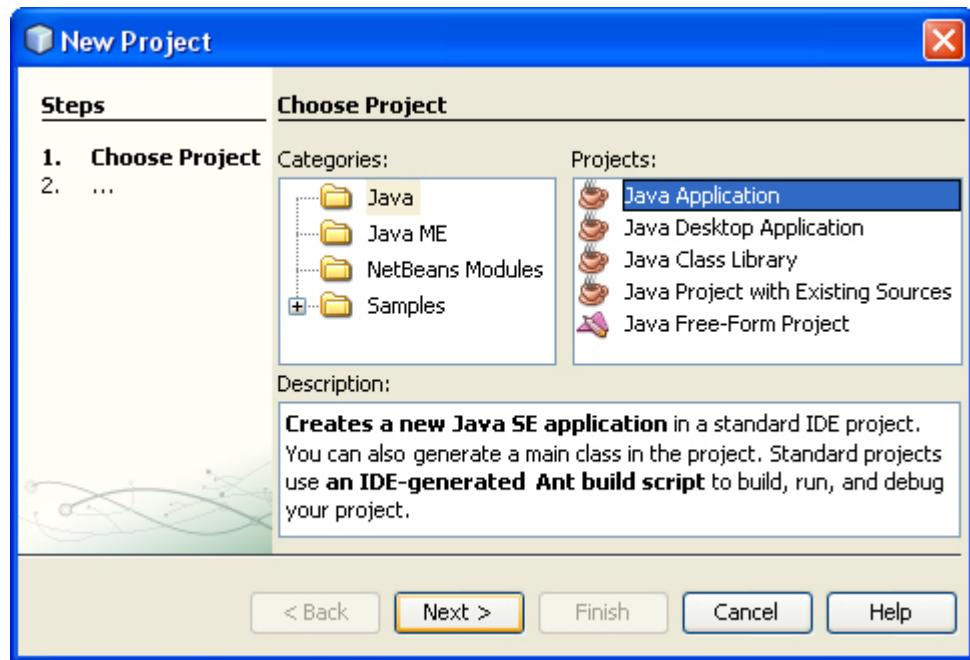 New Project
Steps
1. Choose Project
2. ...
Choose Project
Categories:
Java
Java ME
NetBeans Modules
Samples
Projects:
Java Application
Java Desktop Application
Java Class Library
Java Project with Existing Sources
Java Free-Form Project
Description:
Creates a new Java SE application in a standard IDE project.
You can also generate a main class in the project. Standard projects
use an IDE-generated Ant build script to build, run, and debug
your project.
< Back Next > Finish Cancel Help